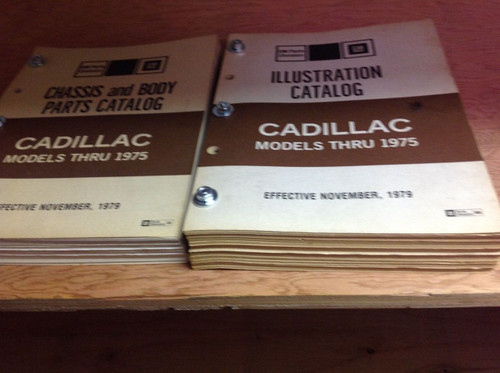 CHASSIS and BODY
PARTS CATALOG
CADILLAC
MODELS THRU 1975
EFFECTIVE NOVEMBER, 1979
GM
ILLUSTRATION
CATALOG
CADILLAC
MODELS THRU 1975
EFFECTIVE NOVEMBER, 1979